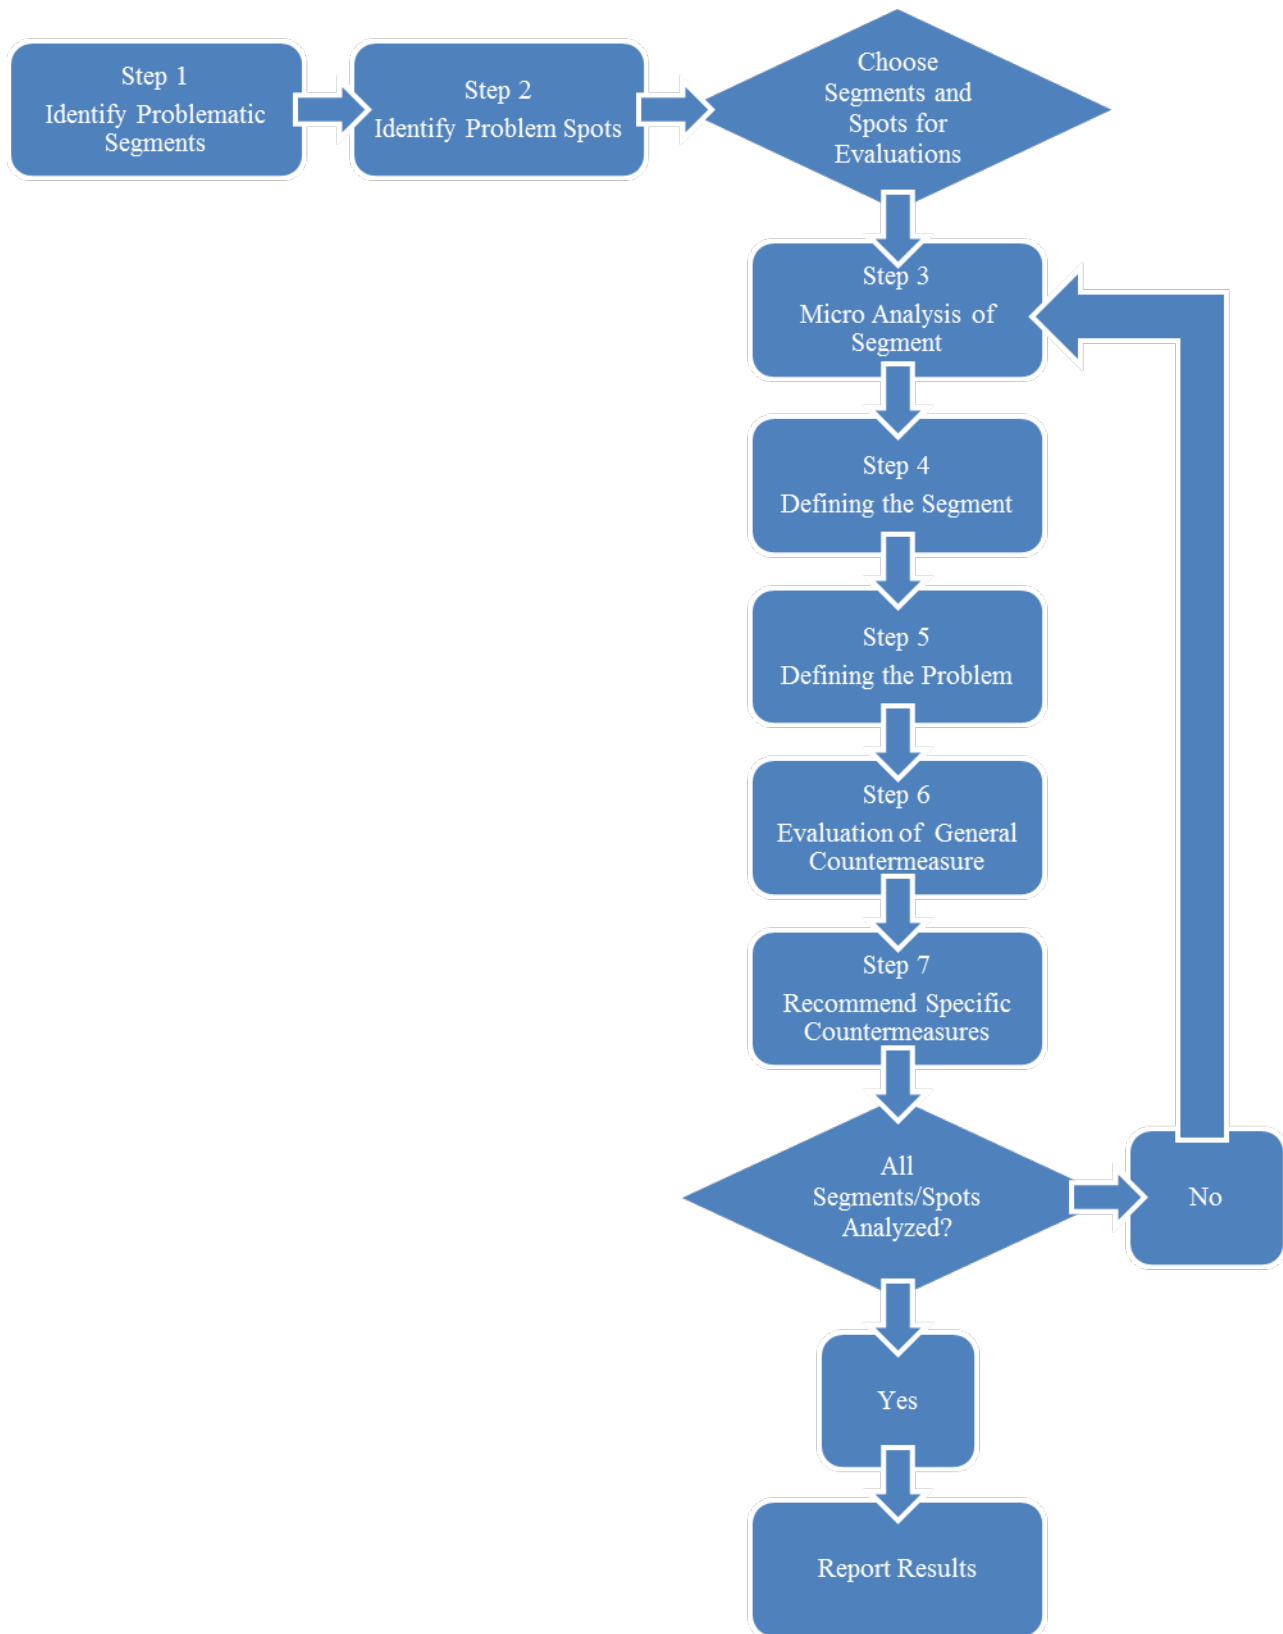 Step 1
Identify Problematic
Segments
Step 2
Identify Problem Spots
Choose
Segments and
Spots for
Evaluations
Step 3
Micro Analysis of
Segment
Step 4
Defining the Segment
Step 5
Defining the Problem
Step 6
Evaluation of General
Countermeasure
Step 7
Recommend Specific
Countermeasures
All
Segments/Spots
Analyzed?
No
Yes
Report Results